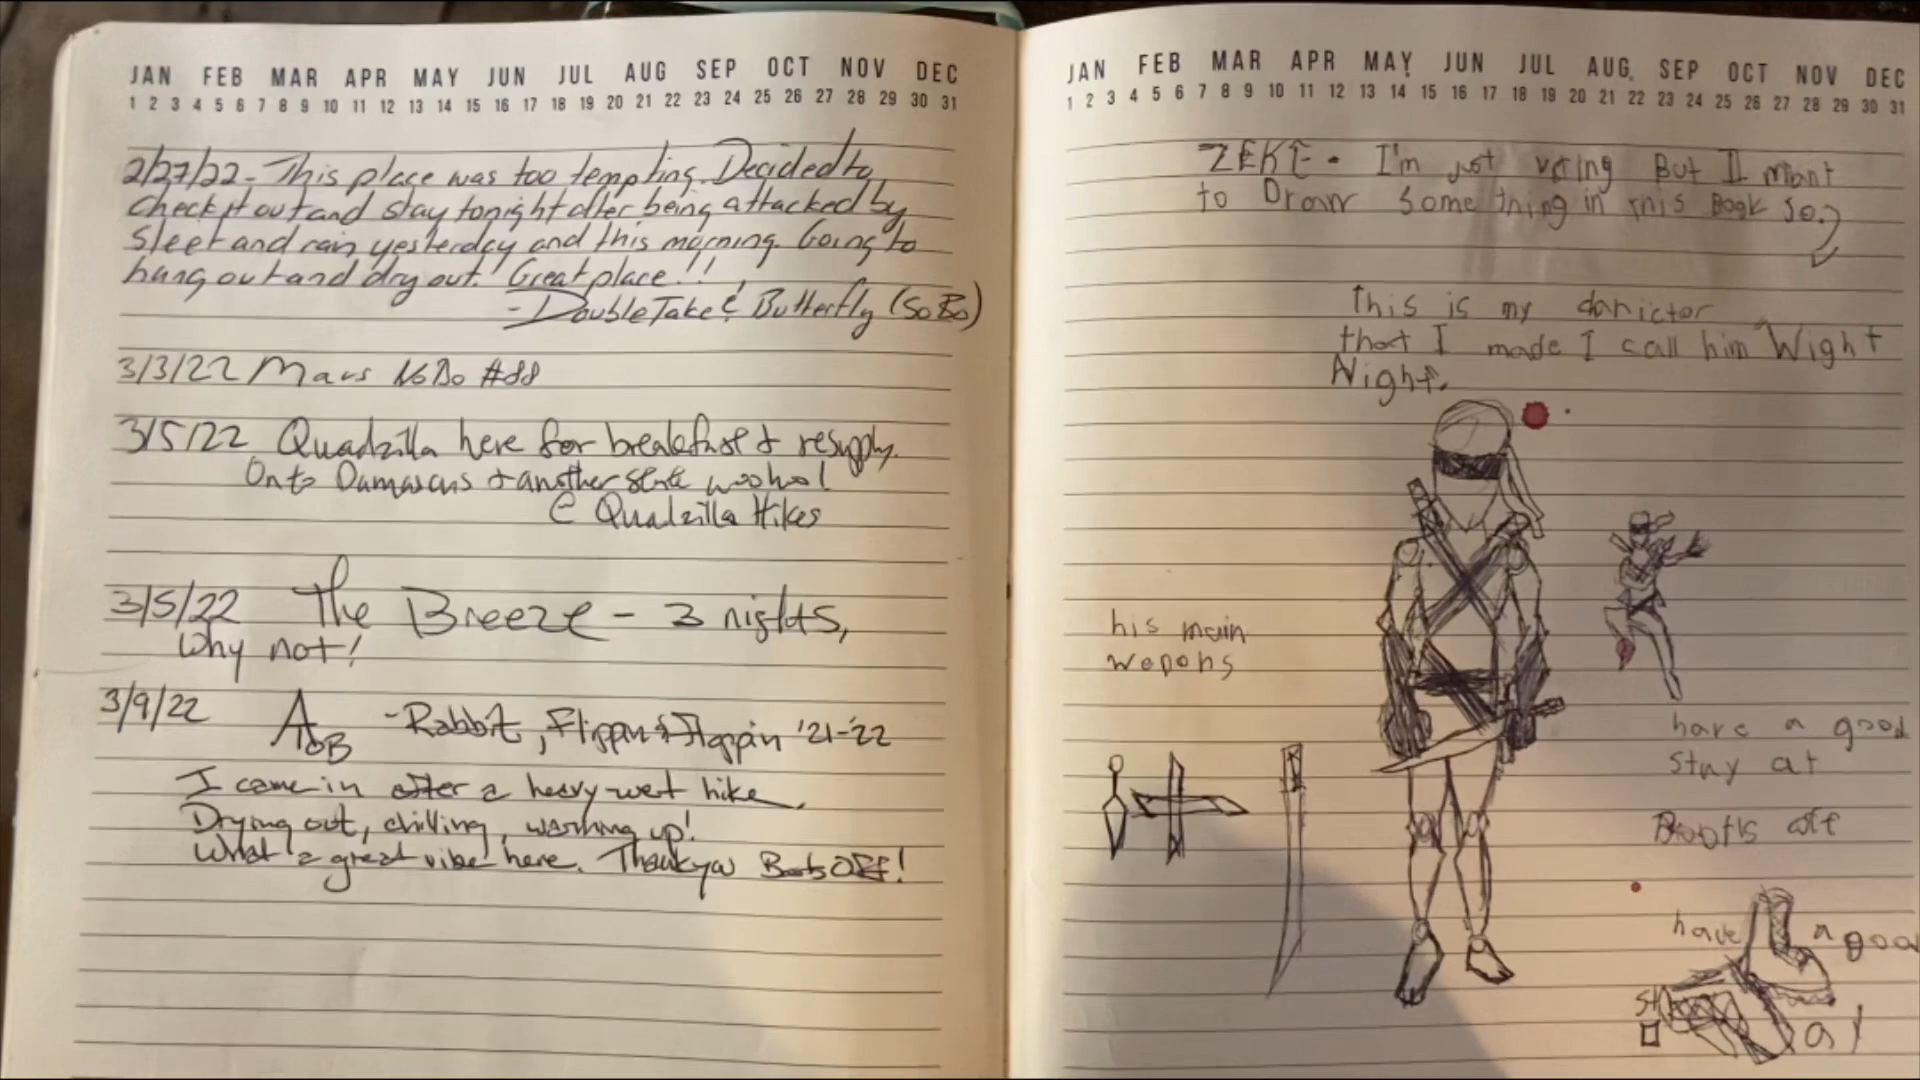 JAN FEB MAR APR MAY JUN JUL AUG SEP OCT NOV DEC
1 2 3 4 5 6 7 8 9 10 11 12 13 14 15 16 17 18 19 20 21 22 23 24 25 26 27 28 29 30 31
2/27/22 - This place was too tempting. Decided to
check it out and stay tonight after being attacked by
sleet and rain yesterday and this morning. Going to
hang out and dry out. Great place!!
- DoubleTake & Butterfly (SoBo)
3/3/22 Mars NoBo #88
3/5/22 Quadzilla here for breakfast & resupply.
Onto Damascus & another state woohoo!
@ Quadzilla Hikes
3/5/22 The Breeze - 3 nights,
Why not!
3/9/22 AOB - Rabbit, Flippin & Floppin '21-'22
I came in after a heavy wet hike.
Drying out, chilling, washing up!
What a great vibe here. Thank you Boots OFF!
JAN FEB MAR APR MAY JUN JUL AUG SEP OCT NOV DEC
1 2 3 4 5 6 7 8 9 10 11 12 13 14 15 16 17 18 19 20 21 22 23 24 25 26 27 28 29 30 31
ZEKE - I'm just But I
to Draw something in this Book so.
This is my
that I made I call him Wight
Night.
his main
wepons
have a good
stay at
Boots off
have a good
st ay